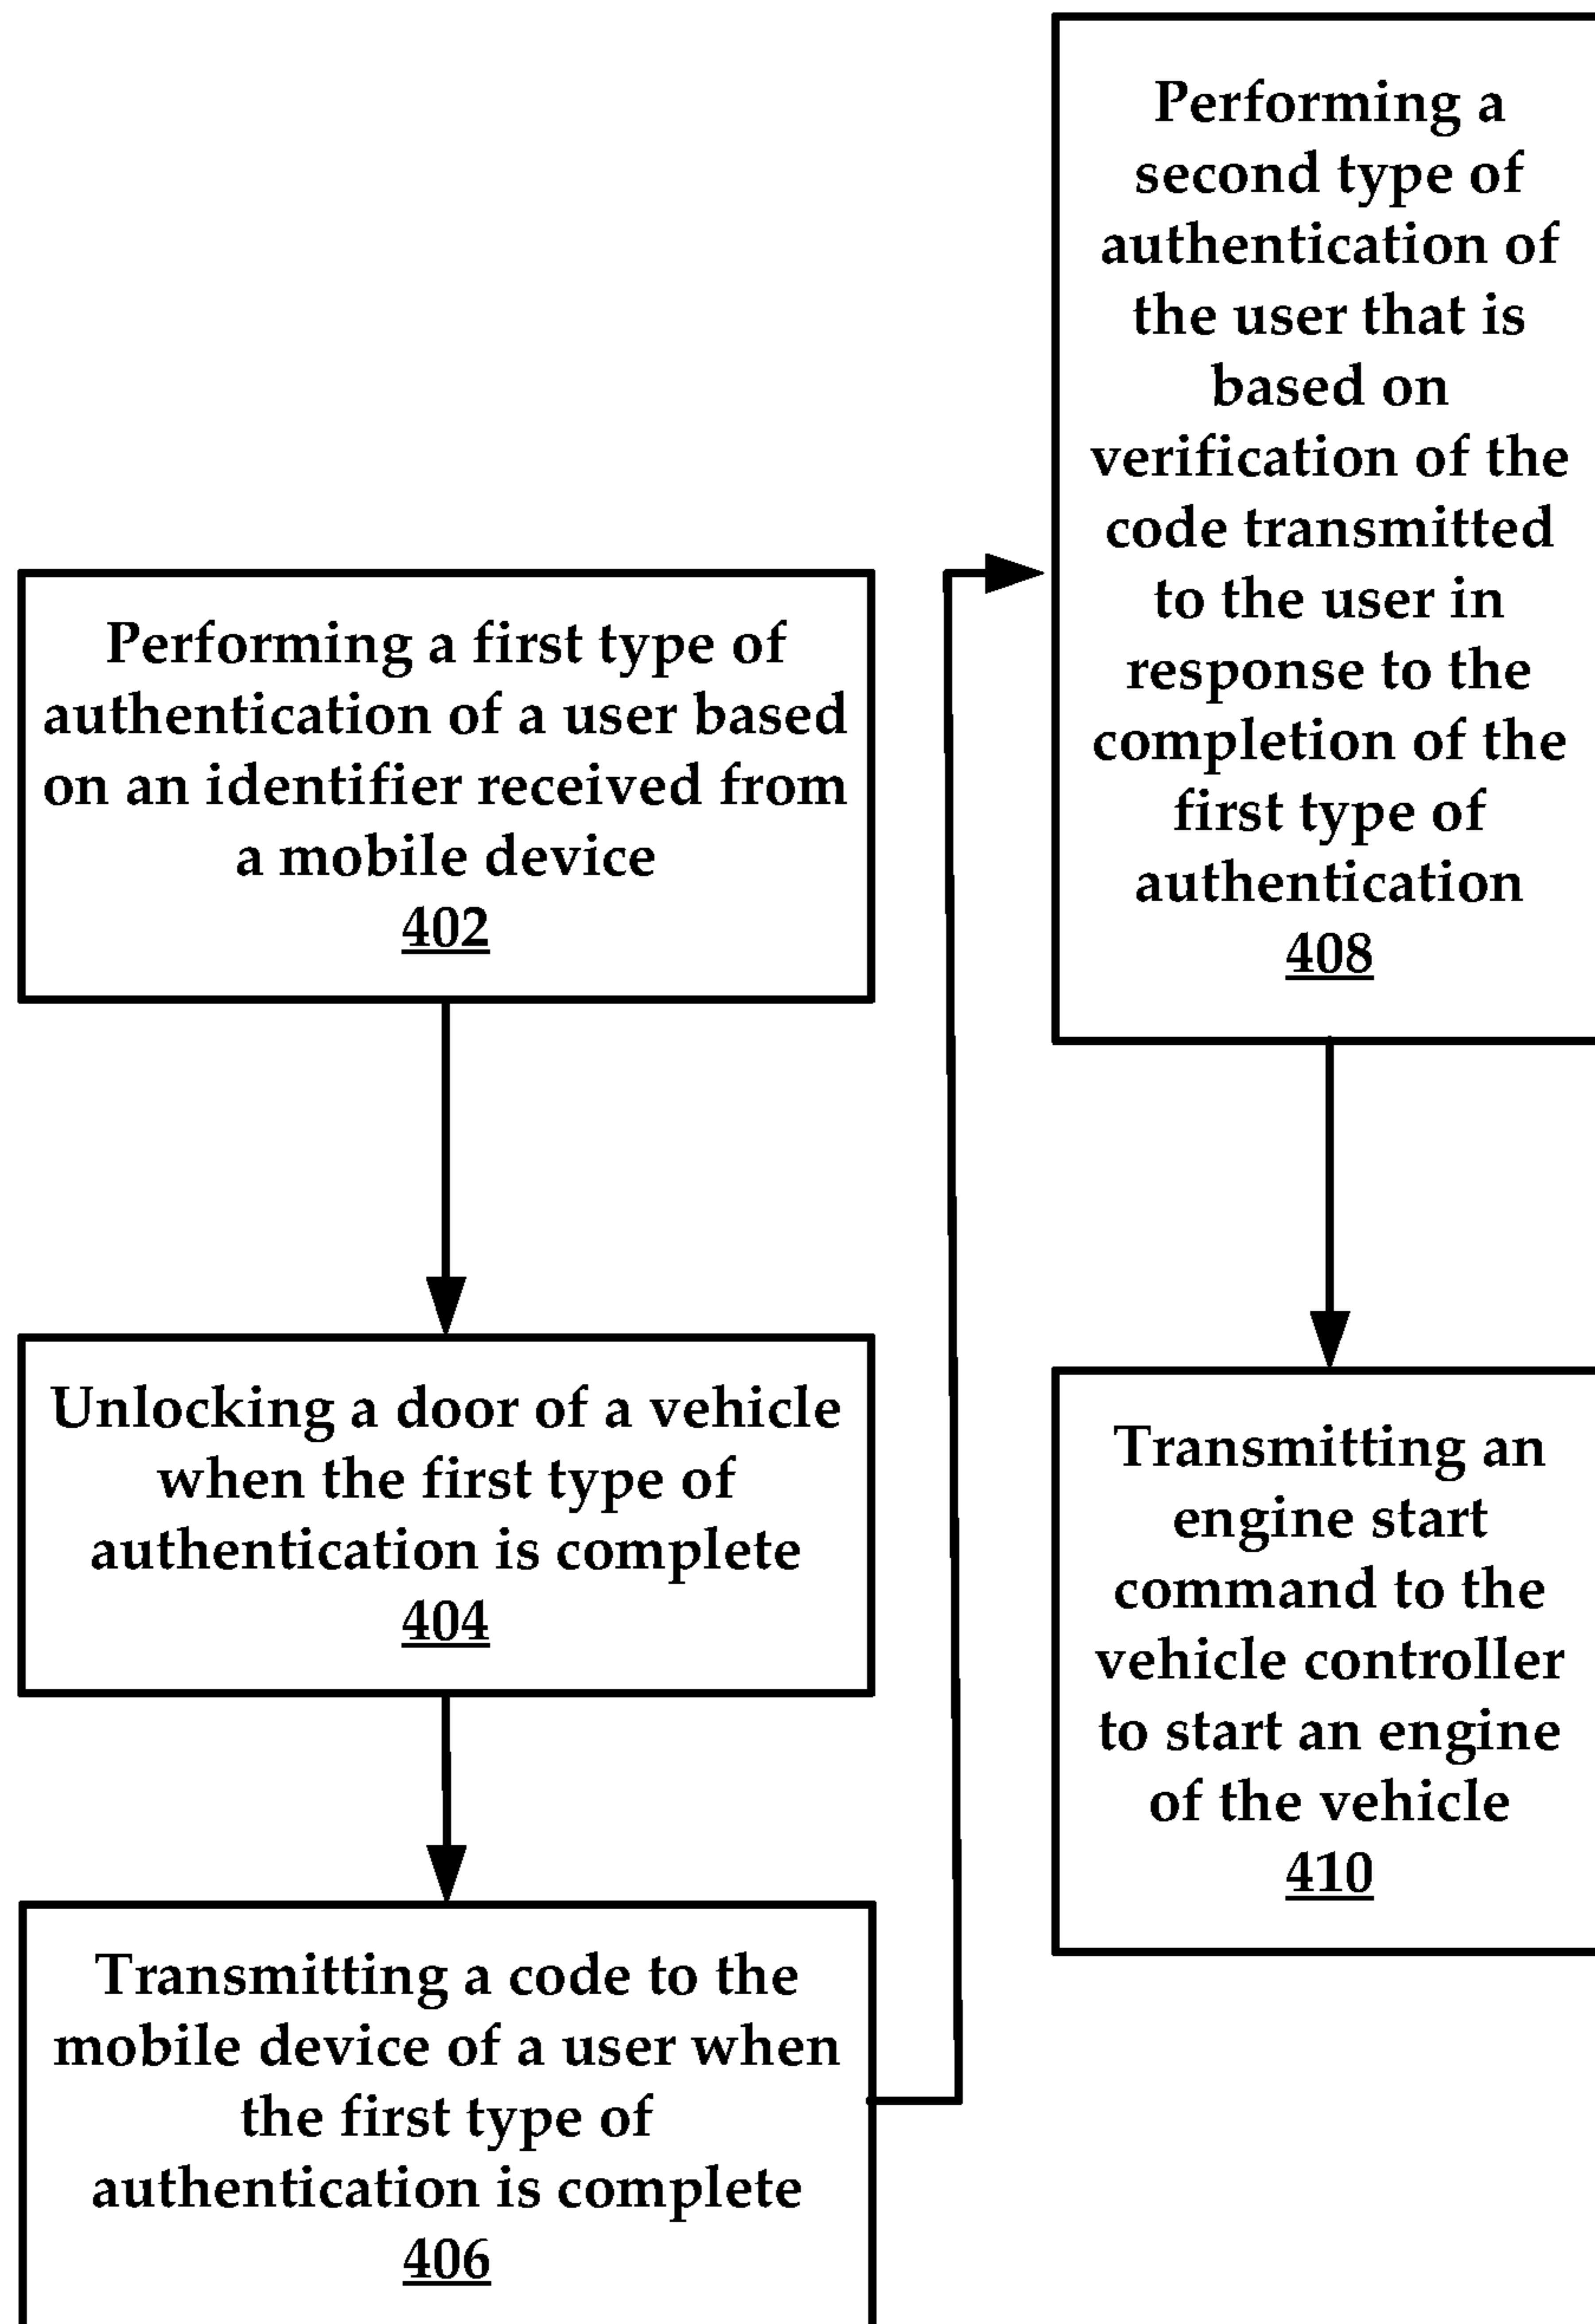 Performing a first type of
authentication of a user based
on an identifier received from
a mobile device
402
Unlocking a door of a vehicle
when the first type of
authentication is complete
404
Transmitting a code to the
mobile device of a user when
the first type of
authentication is complete
406
Performing a
second type of
authentication of
the user that is
based on
verification of the
code transmitted
to the user in
response to the
completion of the
first type of
authentication
408
Transmitting an
engine start
command to the
vehicle controller
to start an engine
of the vehicle
410